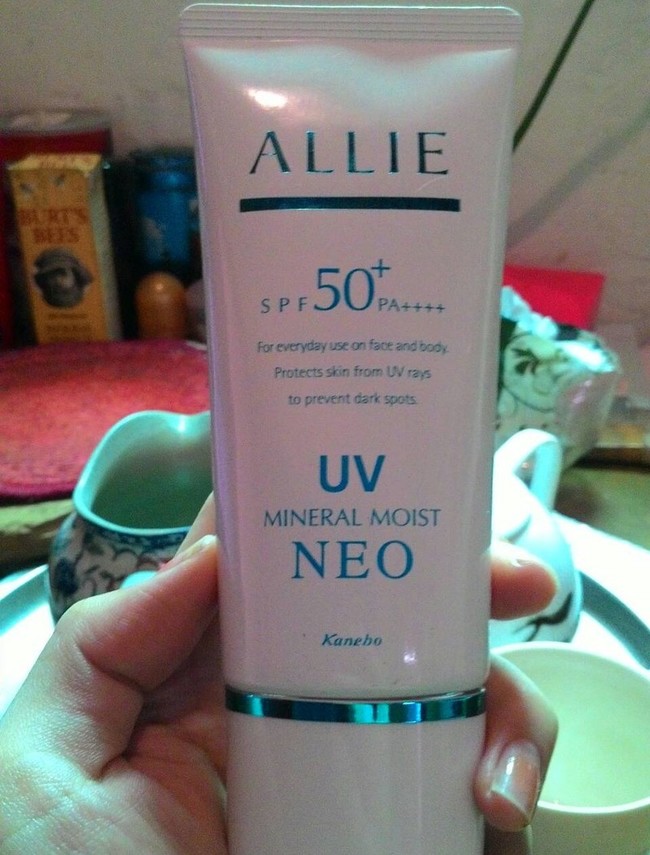 ALLIE
SPF50+ PA++++
For everyday use on face and body.
Protects skin from UV rays
to prevent dark spots.
UV
MINERAL MOIST
NEO
Kanebo
BURT'S
BEES